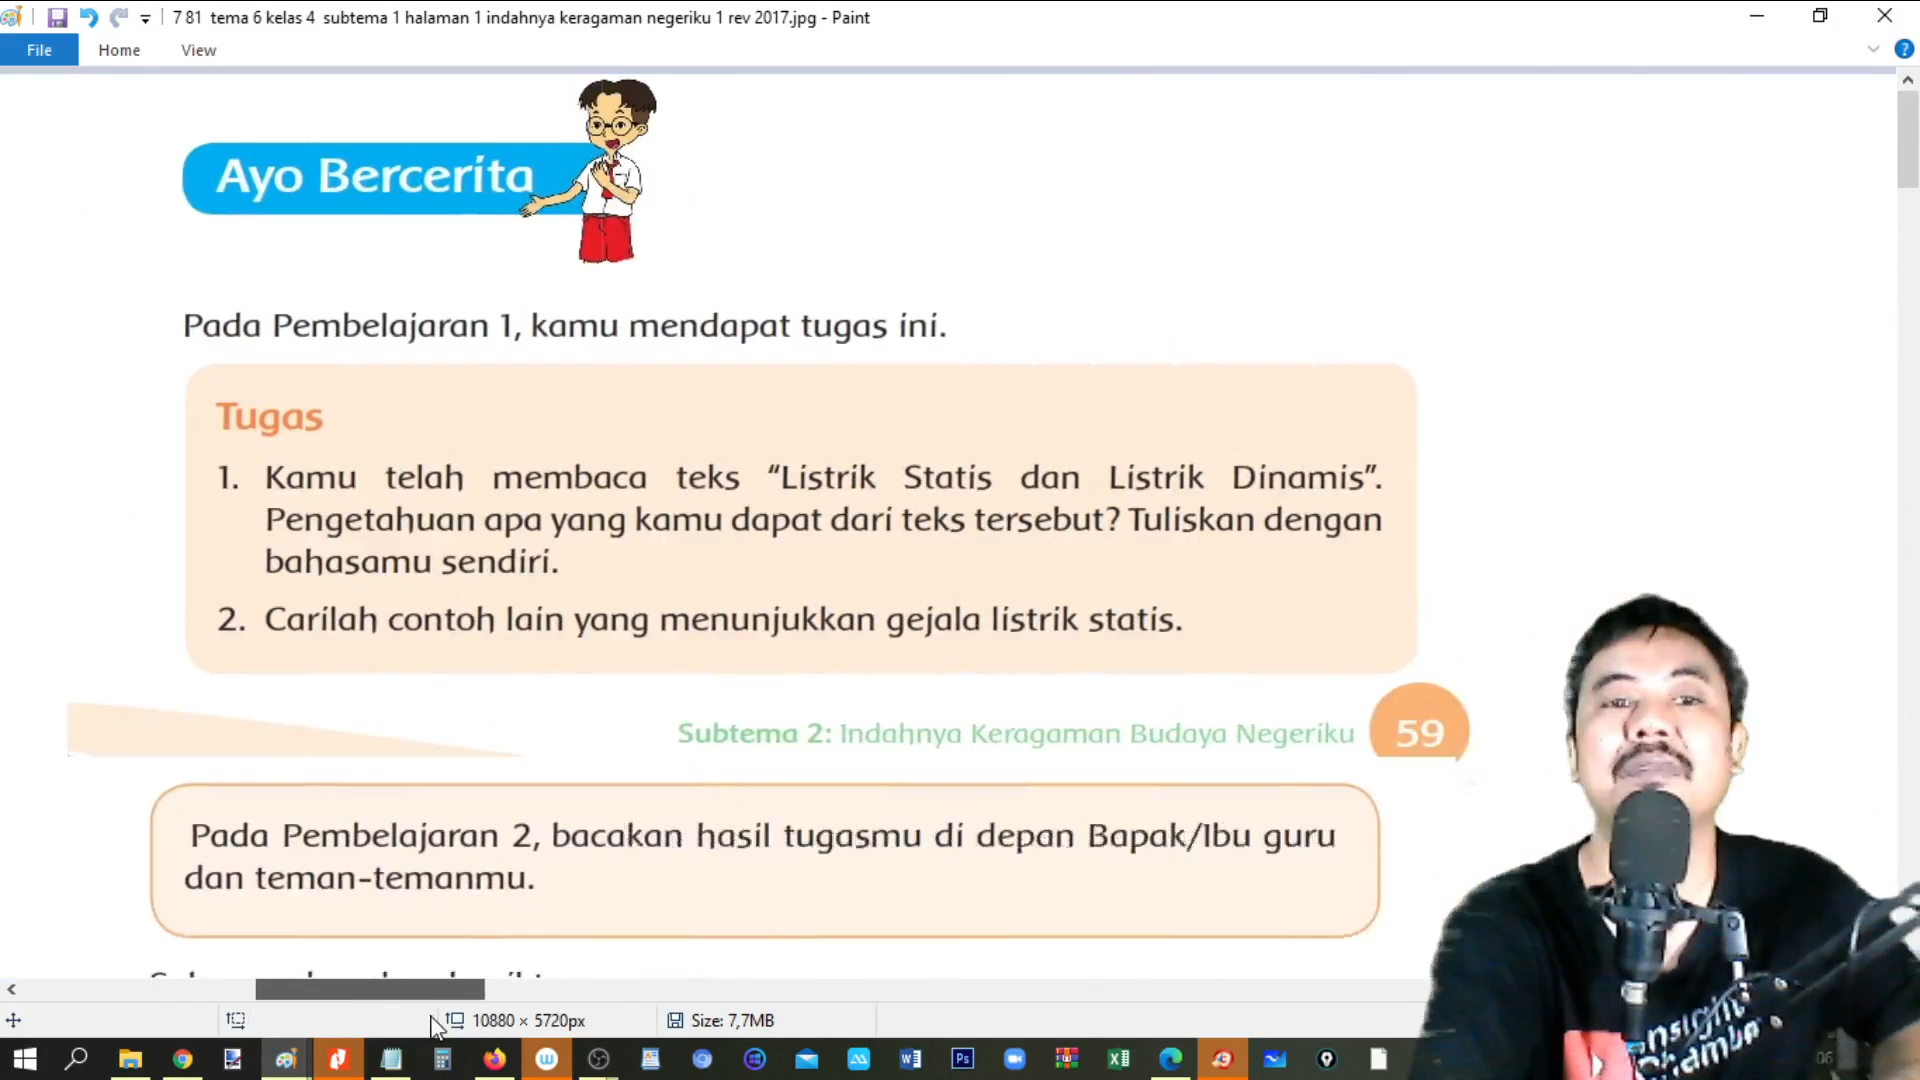 7 81 tema 6 kelas 4 subtema 1 halaman 1 indahnya keragaman negeriku 1 rev 2017.jpg - Paint
File Home View
Ayo Bercerita
Pada Pembelajaran 1, kamu mendapat tugas ini.
Tugas
1. Kamu telah membaca teks “Listrik Statis dan Listrik Dinamis”.
Pengetahuan apa yang kamu dapat dari teks tersebut? Tuliskan dengan
bahasamu sendiri.
2. Carilah contoh lain yang menunjukkan gejala listrik statis.
Subtema 2: Indahnya Keragaman Budaya Negeriku 59
Pada Pembelajaran 2, bacakan hasil tugasmu di depan Bapak/Ibu guru
dan teman-temanmu.
10880 × 5720px Size: 7,7MB